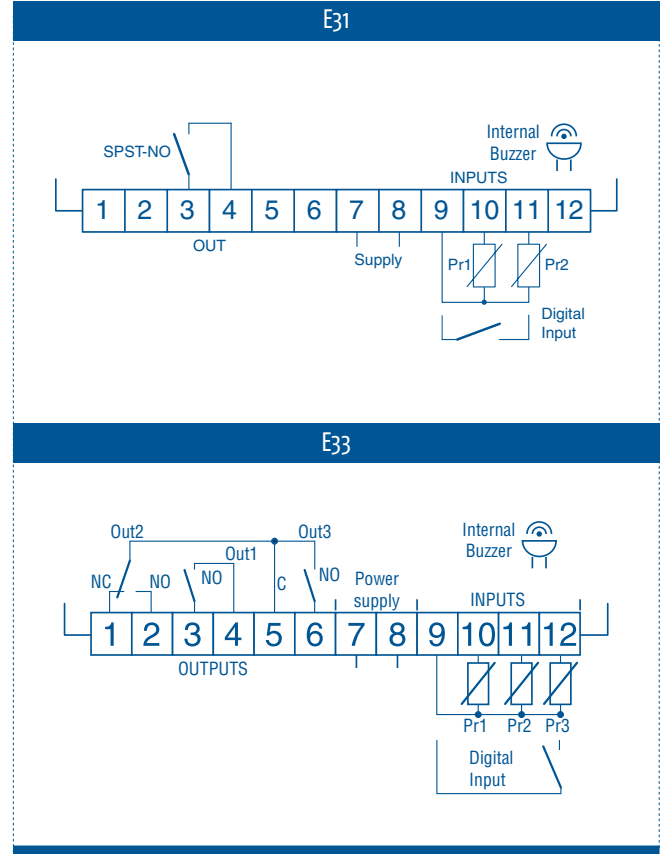 E31
Internal
Buzzer
SPST-NO
INPUTS
1 2 3 4 5 6 7 8 9 10 11 12
OUT
Supply
Pr1
Pr2
Digital
Input
E33
Out2
Out3
Internal
Buzzer
Out1
NC
NO
NO
C
NO
Power
supply
INPUTS
1 2 3 4 5 6 7 8 9 10 11 12
OUTPUTS
Pr1 Pr2 Pr3
Digital
Input